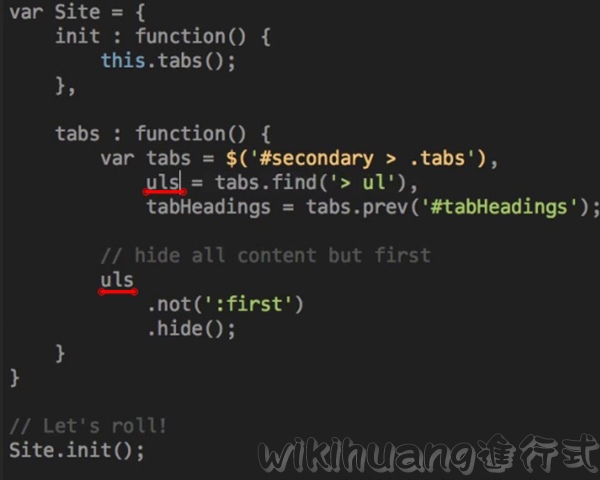 var Site = {
    init : function() {
        this.tabs();
    },
    tabs : function() {
        var tabs = $('#secondary > .tabs'),
            uls = tabs.find('> ul'),
            tabHeadings = tabs.prev('#tabHeadings');
        // hide all content but first
        uls
            .not(':first')
            .hide();
    }
}
// Let's roll!
Site.init();
wikihuang進行式